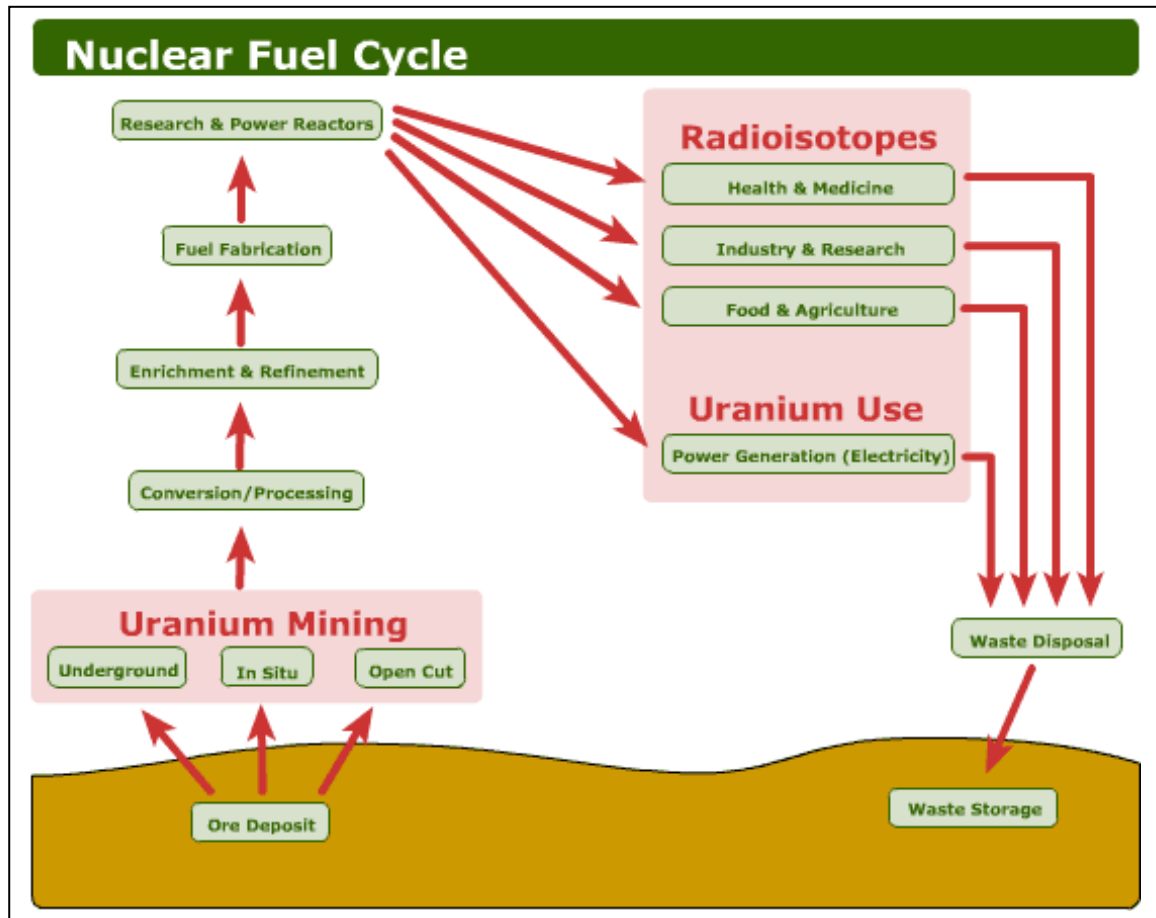 Nuclear Fuel Cycle
Research & Power Reactors
Fuel Fabrication
Enrichment & Refinement
Conversion/Processing
Uranium Mining
Underground
In Situ
Open Cut
Ore Deposit
Radioisotopes
Health & Medicine
Industry & Research
Food & Agriculture
Uranium Use
Power Generation (Electricity)
Waste Disposal
Waste Storage